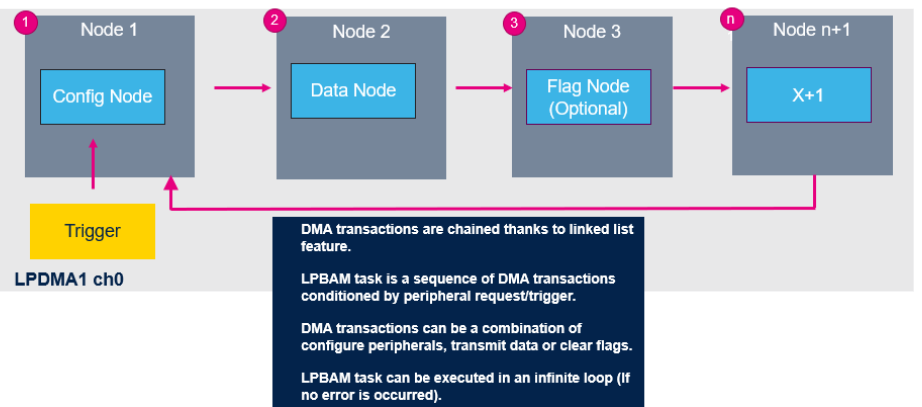 1
Node 1
Config Node
2
Node 2
Data Node
3
Node 3
Flag Node
(Optional)
n
Node n+1
X+1
Trigger
LPDMA1 ch0
DMA transactions are chained thanks to linked list
feature.
LPBAM task is a sequence of DMA transactions
conditioned by peripheral request/trigger.
DMA transactions can be a combination of
configure peripherals, transmit data or clear flags.
LPBAM task can be executed in an infinite loop (If
no error is occurred).